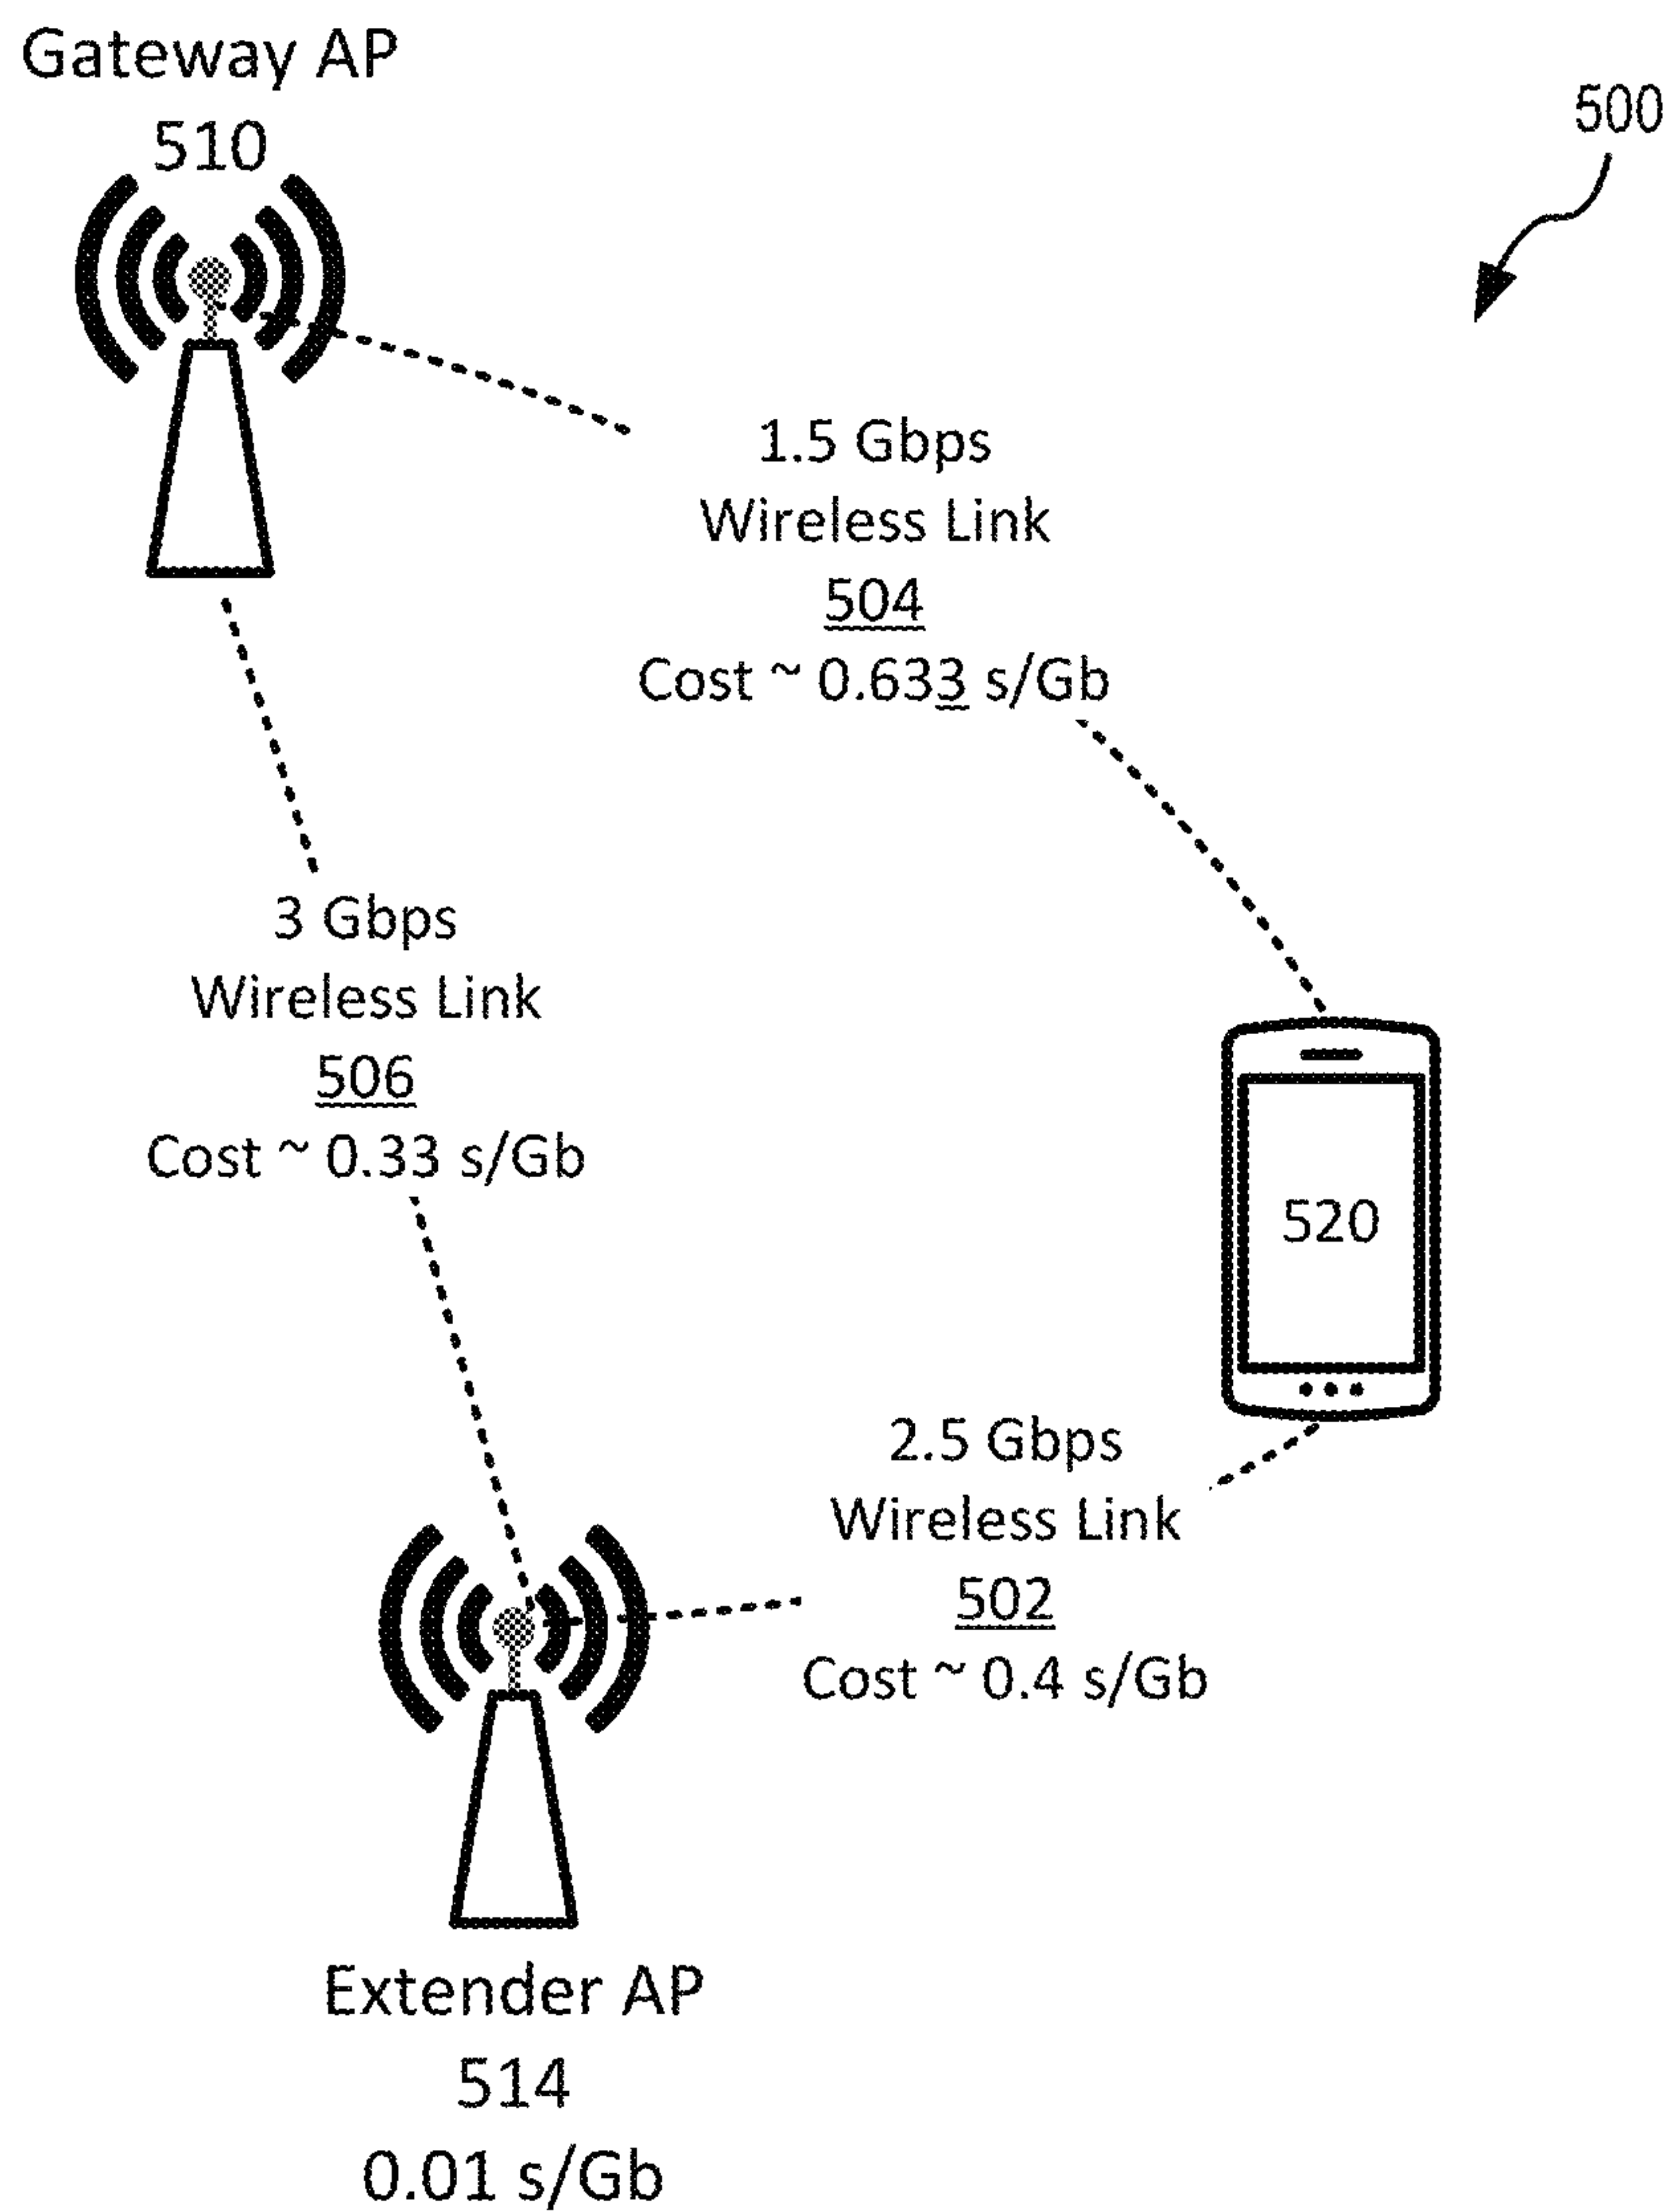 Gateway AP
510
500
1.5 Gbps
Wireless Link
504
Cost ~ 0.633 s/Gb
3 Gbps
Wireless Link
506
Cost ~ 0.33 s/Gb
520
2.5 Gbps
Wireless Link
502
Cost ~ 0.4 s/Gb
Extender AP
514
0.01 s/Gb